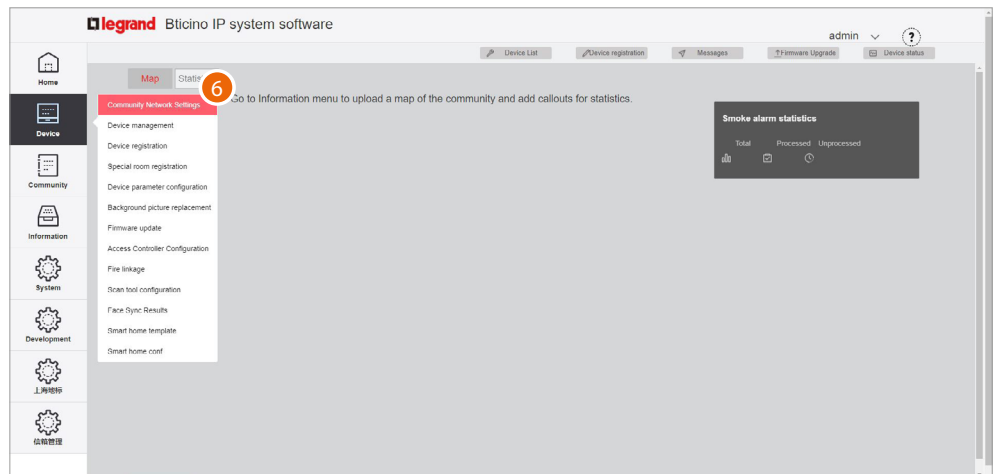 legrand Bticino IP system software
admin
?
Device List
Device registration
Messages
Firmware Upgrade
Device status
Home
Device
Community
Information
System
Development
上海地标
信箱管理
Map
6
Go to Information menu to upload a map of the community and add callouts for statistics.
Community Network Settings
Device management
Device registration
Special room registration
Device parameter configuration
Background picture replacement
Firmware update
Access Controller Configuration
Fire linkage
Scan tool configuration
Face Sync Results
Smart home template
Smart home conf
Smoke alarm statistics
Total Processed Unprocessed